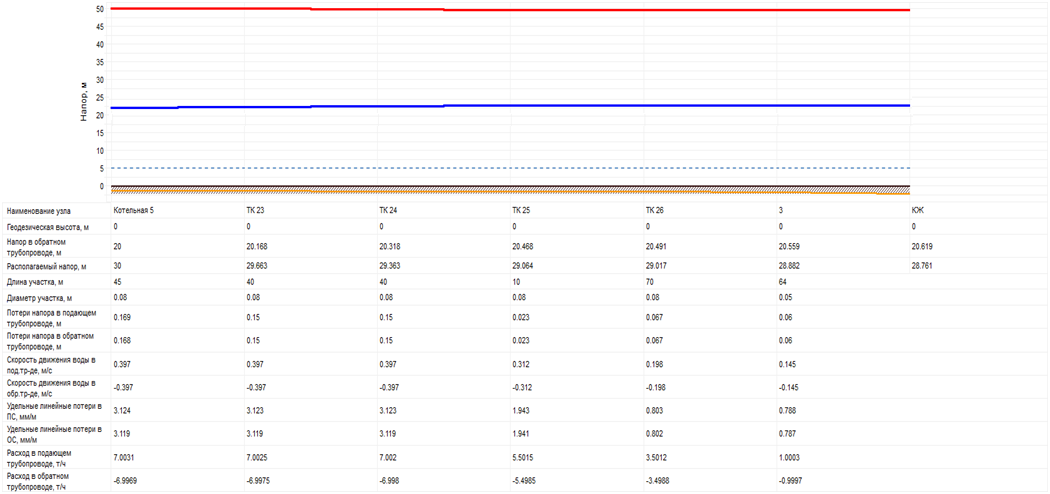 50
45
40
35
30
25
20
15
10
5
0
Напор, м
Наименование узла Котельная 5 ТК 23 ТК 24 ТК 25 ТК 26 3 КЖ
Геодезическая высота, м 0 0 0 0 0 0 0
Напор в обратном
трубопроводе, м 20 20.168 20.318 20.468 20.491 20.559 20.619
Располагаемый напор, м 30 29.663 29.363 29.064 29.017 28.882 28.761
Длина участка, м 45 40 40 10 70 64
Диаметр участка, м 0.08 0.08 0.08 0.08 0.08 0.05
Потери напора в подающем
трубопроводе, м 0.169 0.15 0.15 0.023 0.067 0.06
Потери напора в обратном
трубопроводе, м 0.168 0.15 0.15 0.023 0.067 0.06
Скорость движения воды в
под.тр-де, м/с 0.397 0.397 0.397 0.312 0.198 0.145
Скорость движения воды в
обр.тр-де, м/с -0.397 -0.397 -0.397 -0.312 -0.198 -0.145
Удельные линейные потери в
ПС, мм/м 3.124 3.123 3.123 1.943 0.803 0.788
Удельные линейные потери в
ОС, мм/м 3.119 3.119 3.119 1.941 0.802 0.787
Расход в подающем
трубопроводе, т/ч 7.0031 7.0025 7.002 5.5015 3.5012 1.0003
Расход в обратном
трубопроводе, т/ч -6.9969 -6.9975 -6.998 -5.4985 -3.4988 -0.9997